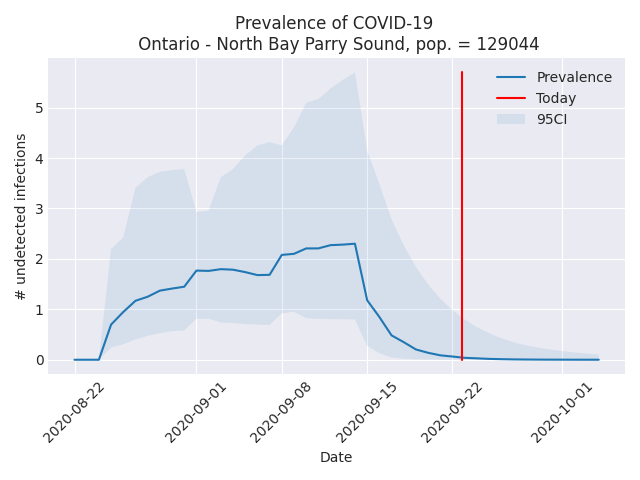 Prevalence of COVID-19
Ontario - North Bay Parry Sound, pop. = 129044
Prevalence
Today
95CI
# undetected infections
5
4
3
2
1
0
2020-08-22
2020-09-01
2020-09-08
2020-09-15
2020-09-22
2020-10-01
Date